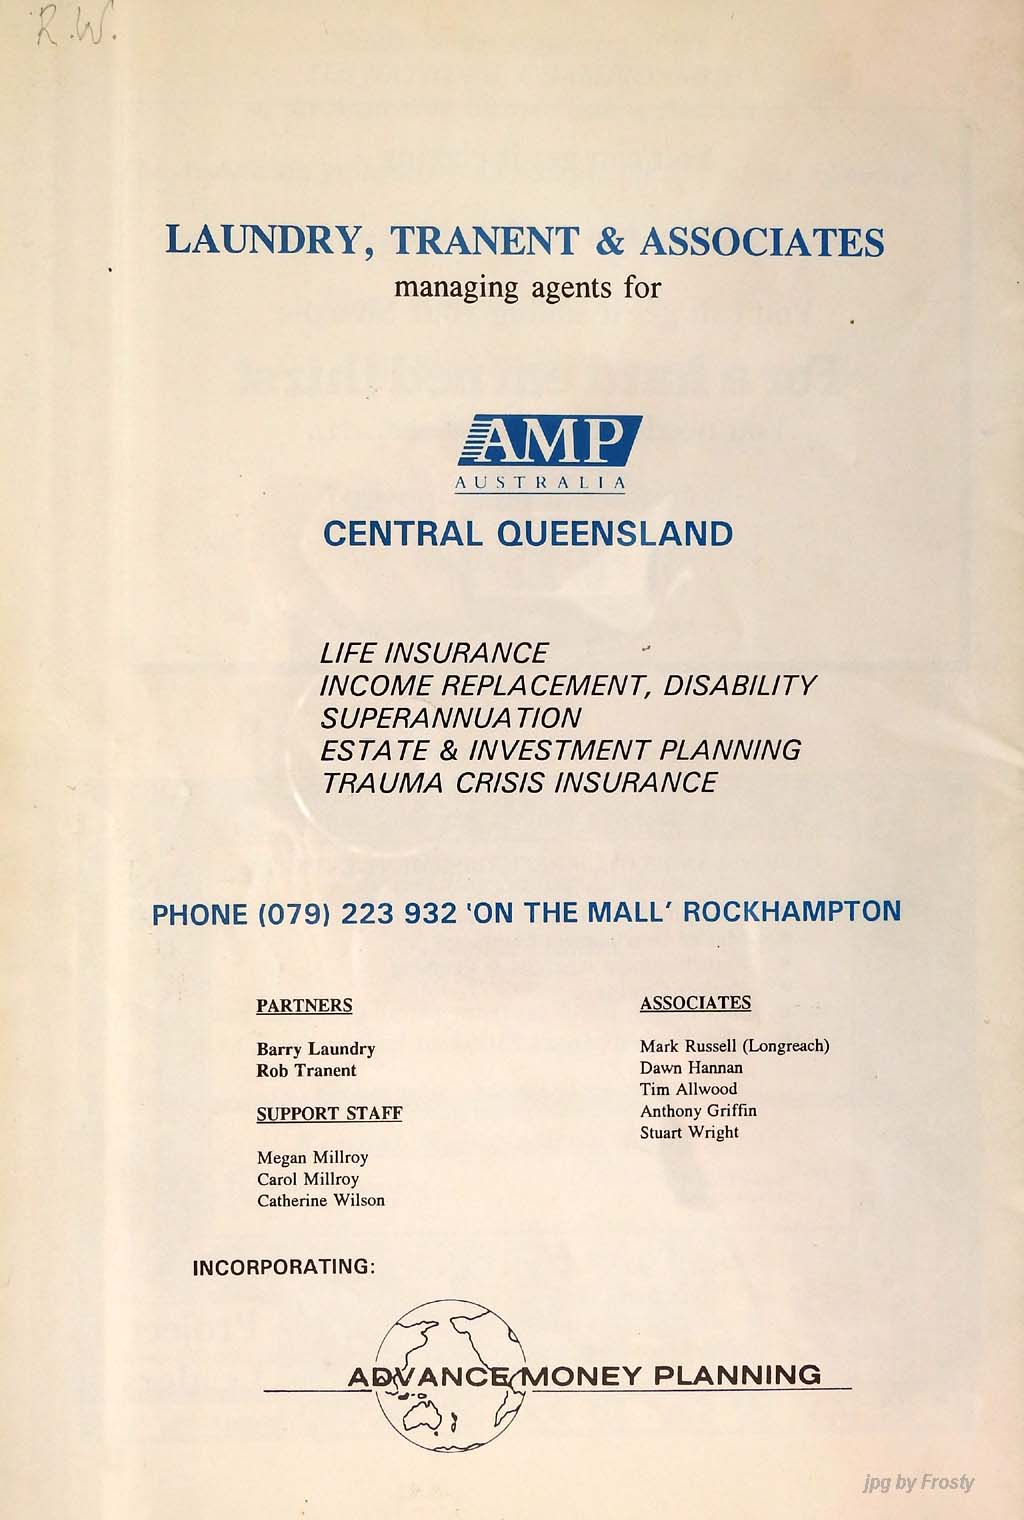 R.W.
LAUNDRY, TRANENT & ASSOCIATES
managing agents for
AMP
AUSTRALIA
CENTRAL QUEENSLAND
LIFE INSURANCE
INCOME REPLACEMENT, DISABILITY
SUPERANNUATION
ESTATE & INVESTMENT PLANNING
TRAUMA CRISIS INSURANCE
PHONE (079) 223 932 'ON THE MALL' ROCKHAMPTON
PARTNERS
Barry Laundry
Rob Tranent
SUPPORT STAFF
Megan Millroy
Carol Millroy
Catherine Wilson
ASSOCIATES
Mark Russell (Longreach)
Dawn Hannan
Tim Allwood
Anthony Griffin
Stuart Wright
INCORPORATING:
ADVANCE MONEY PLANNING
jpg by Frosty